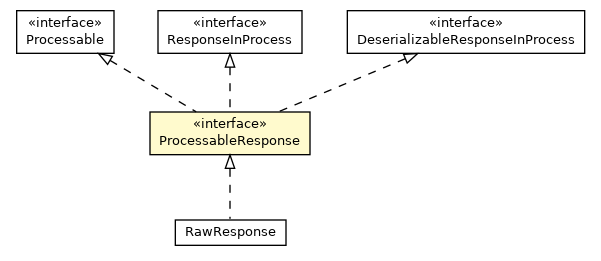 «interface»
Processable
«interface»
ResponseInProcess
«interface»
DeserializableResponseInProcess
«interface»
ProcessableResponse
RawResponse